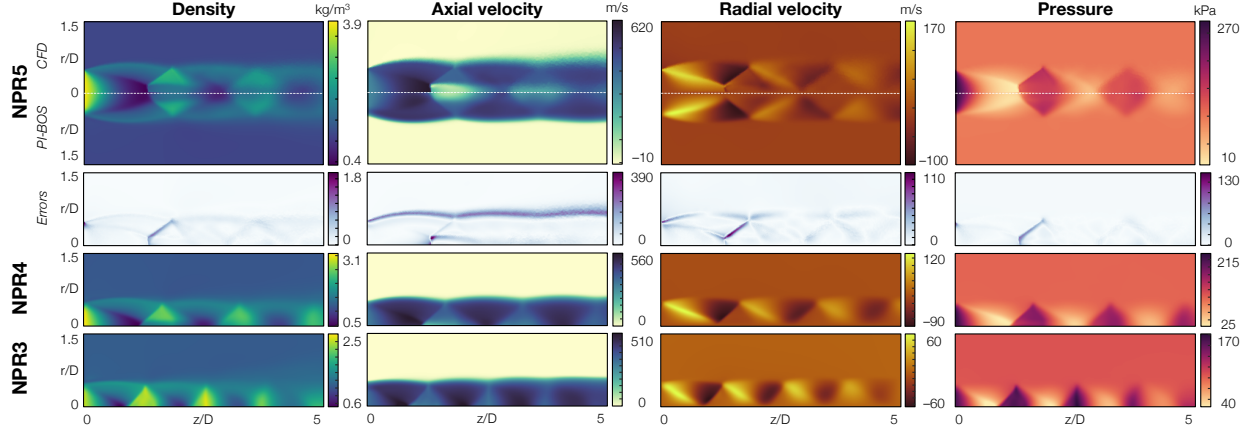 Density kg/m³ Axial velocity m/s Radial velocity m/s Pressure kPa
NPR5
CFD
PI-BOS
1.5 3.9 620 170 270
r/D
0
r/D
1.5 0.4 −10 −100 10
Errors
1.5 1.8 390 110 130
r/D
0 0 0 0 0
NPR4
1.5 3.1 560 120 215
r/D
0 0.5 0 −90 25
NPR3
1.5 2.5 510 60 170
r/D
0 0.6 0 −60 40
0 z/D 5 0 z/D 5 0 z/D 5 0 z/D 5